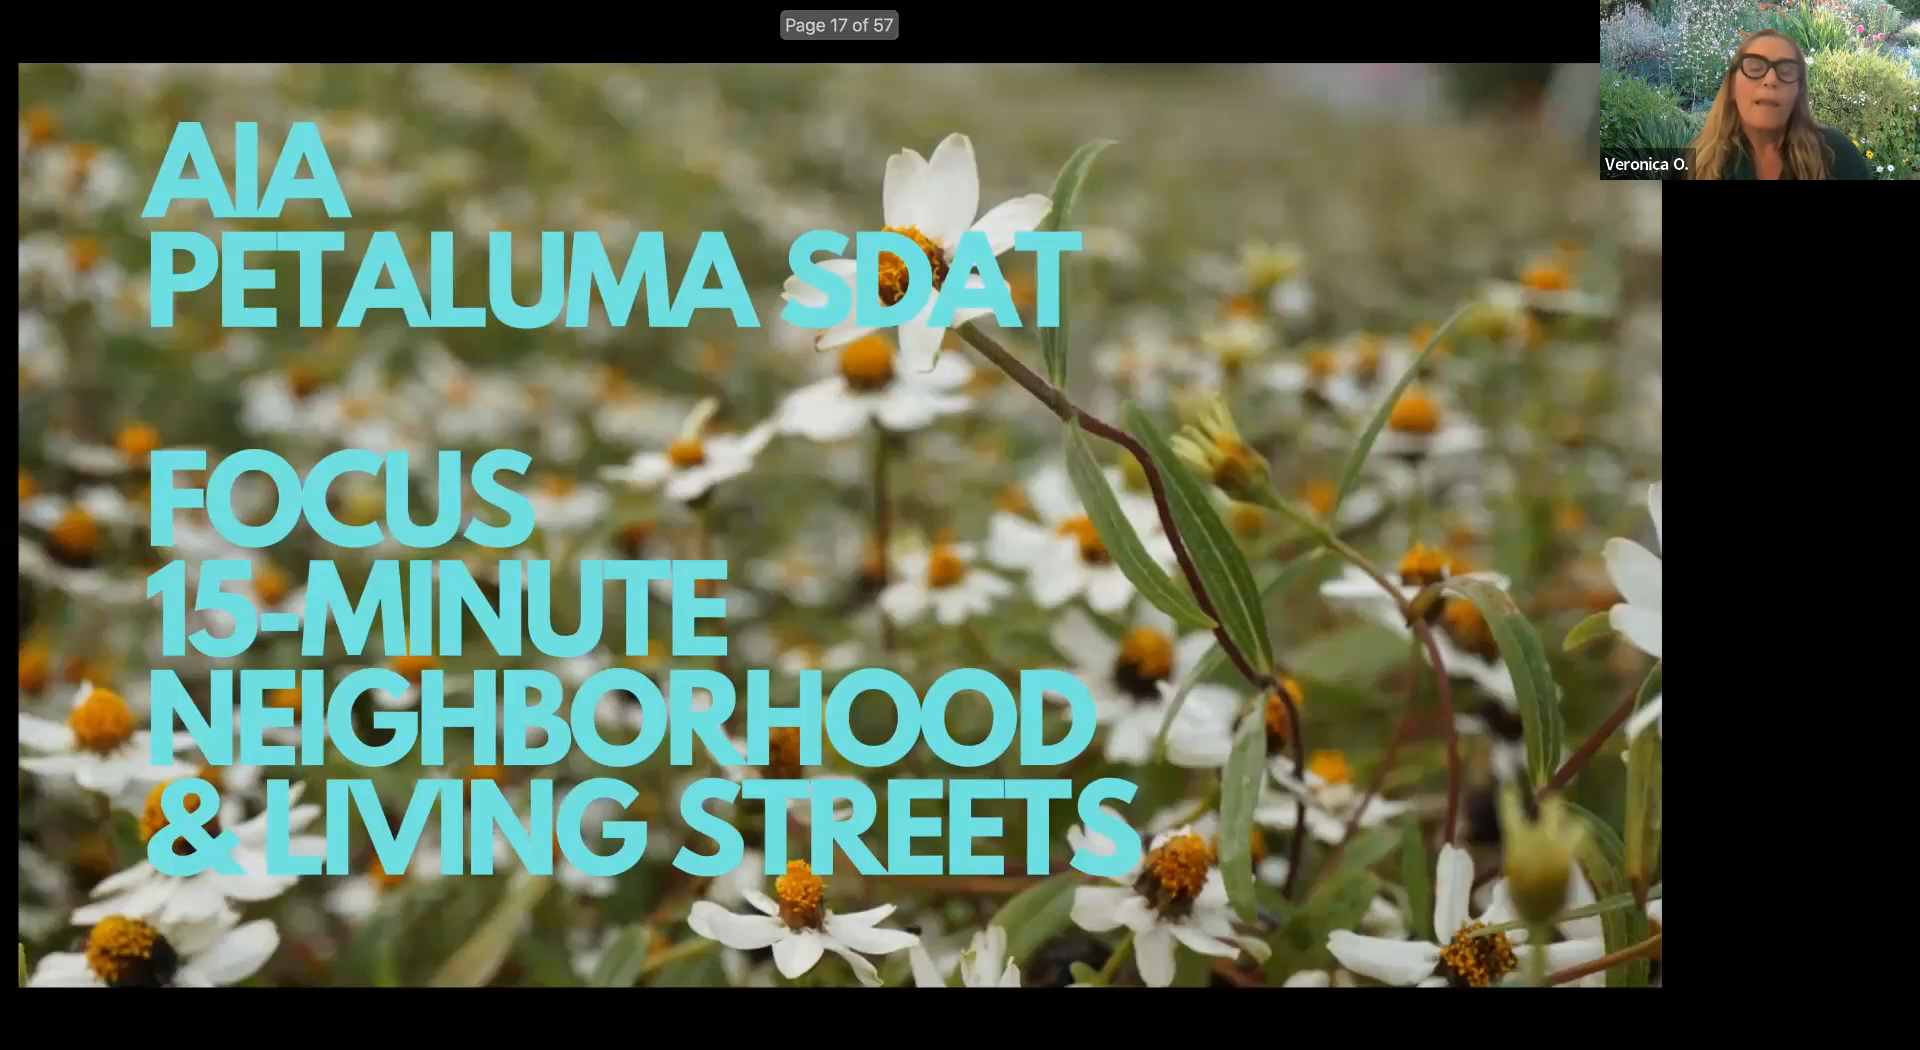 Page 17 of 57
Veronica O.
AIA
PETALUMA SDAT
FOCUS
15-MINUTE
NEIGHBORHOOD
& LIVING STREETS